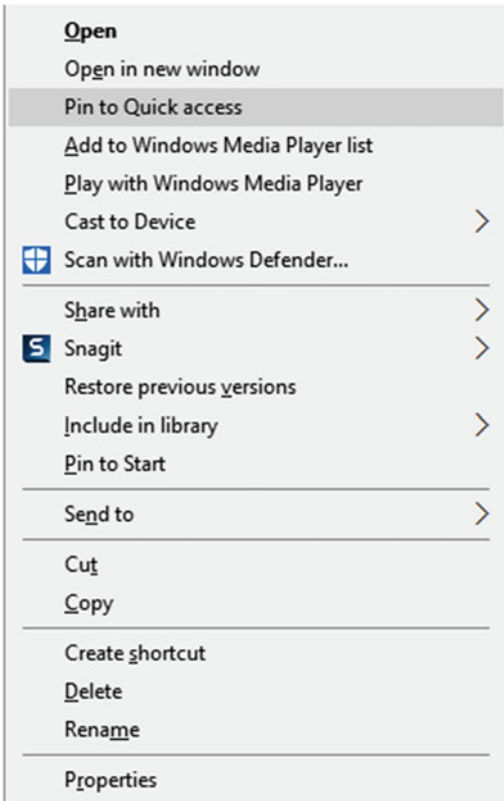 Open
Open in new window
Pin to Quick access
Add to Windows Media Player list
Play with Windows Media Player
Cast to Device
Scan with Windows Defender...
Share with
Snagit
Restore previous versions
Include in library
Pin to Start
Send to
Cut
Copy
Create shortcut
Delete
Rename
Properties